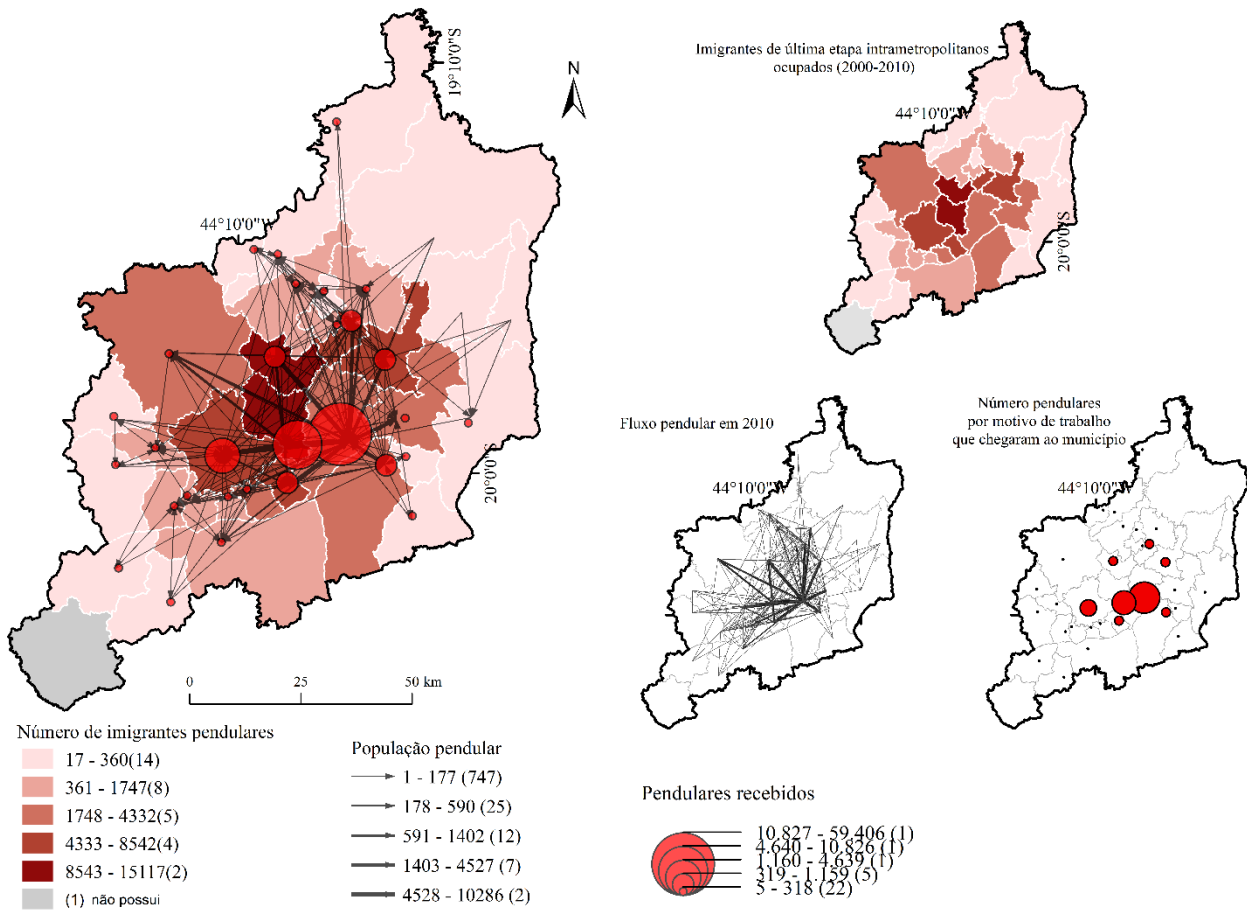 19°10'0"S
N
44°10'0"W
20°0'0"S
0 25 50 km
Número de imigrantes pendulares
17 - 360(14)
361 - 1747(8)
1748 - 4332(5)
4333 - 8542(4)
8543 - 15117(2)
(1) não possui
População pendular
1 - 177 (747)
178 - 590 (25)
591 - 1402 (12)
1403 - 4527 (7)
4528 - 10286 (2)
Imigrantes de última etapa intrametropolitanos
ocupados (2000-2010)
44°10'0"W
20°0'0"S
Fluxo pendular em 2010
44°10'0"W
Número pendulares
por motivo de trabalho
que chegaram ao município
44°10'0"W
Pendulares recebidos
10.827 - 59.406 (1)
4.640 - 10.826 (1)
1.160 - 4.639 (1)
319 - 1.159 (5)
5 - 318 (22)